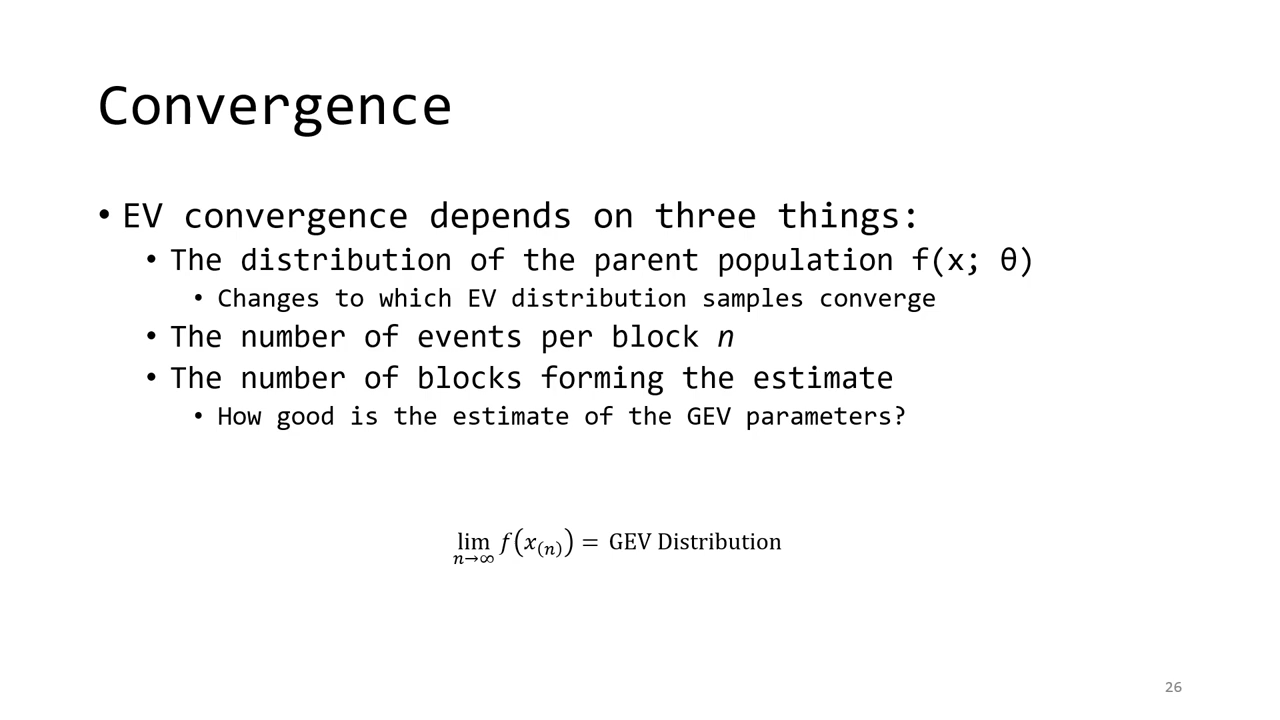 Convergence
• EV convergence depends on three things:
• The distribution of the parent population f(x; θ)
• Changes to which EV distribution samples converge
• The number of events per block n
• The number of blocks forming the estimate
• How good is the estimate of the GEV parameters?
lim n→∞ f(x₍ₙ₎) = GEV Distribution
26